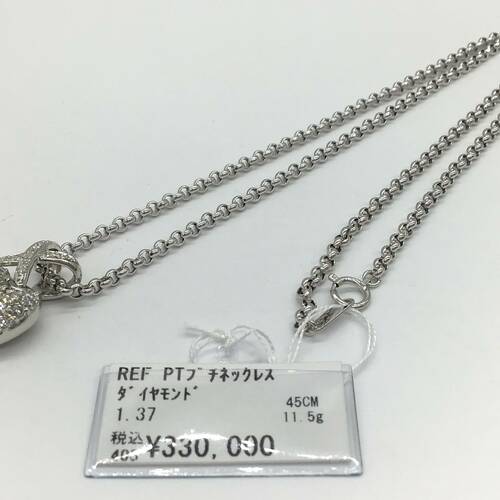 REF PTプチネックレス
ダイヤモンド 45CM
1.37 11.5g
税込 ¥330,000